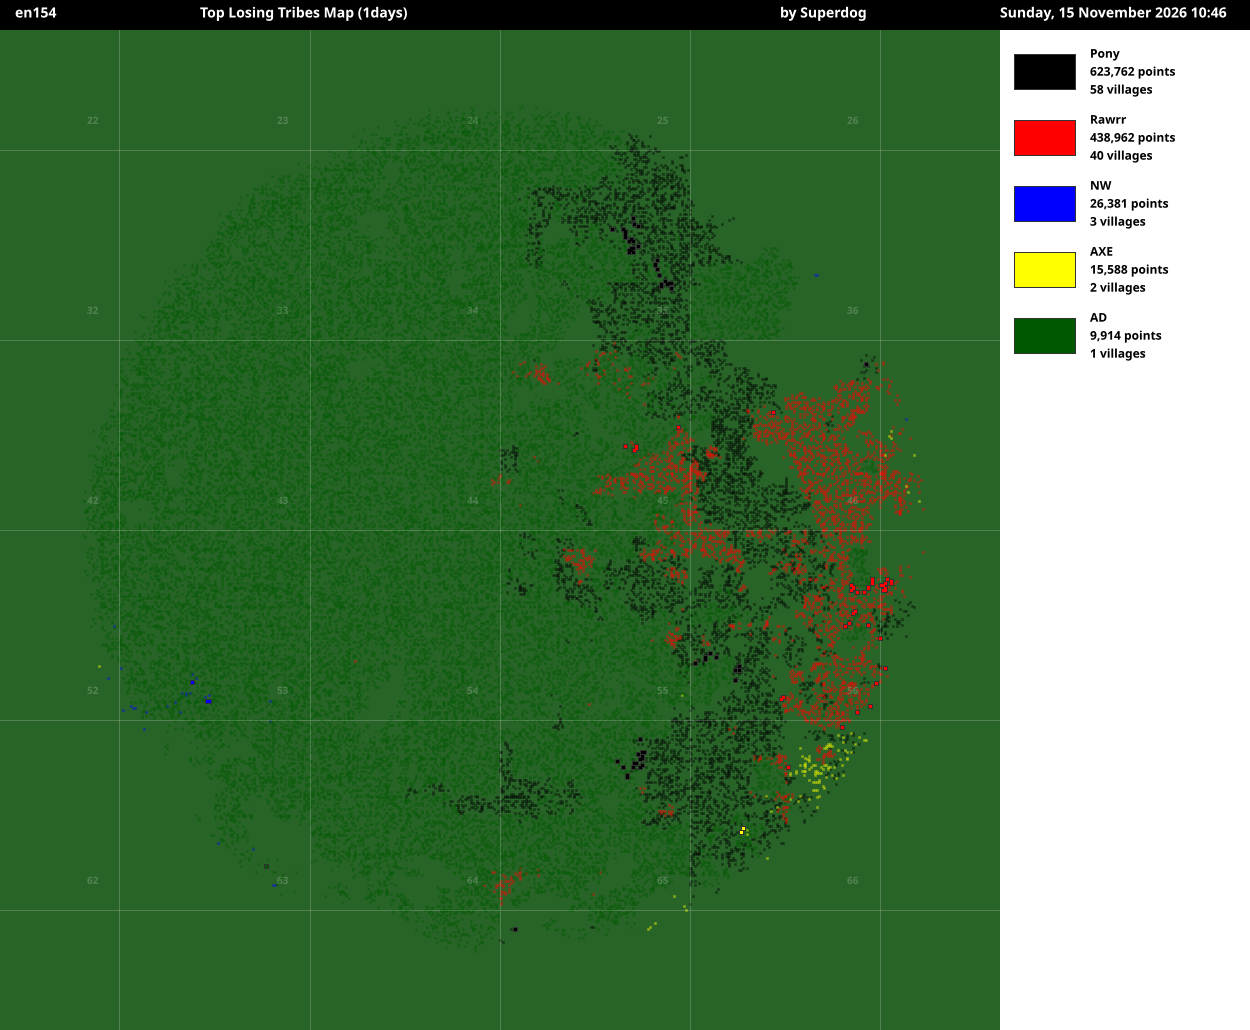 en154 Top Losing Tribes Map (1days) by Superdog Sunday, 15 November 2026 10:46
Pony
623,762 points
58 villages
Rawrr
438,962 points
40 villages
NW
26,381 points
3 villages
AXE
15,588 points
2 villages
AD
9,914 points
1 villages
22 23 24 25 26
32 33 34 35 36
42 43 44 45 46
52 53 54 55 56
62 63 64 65 66